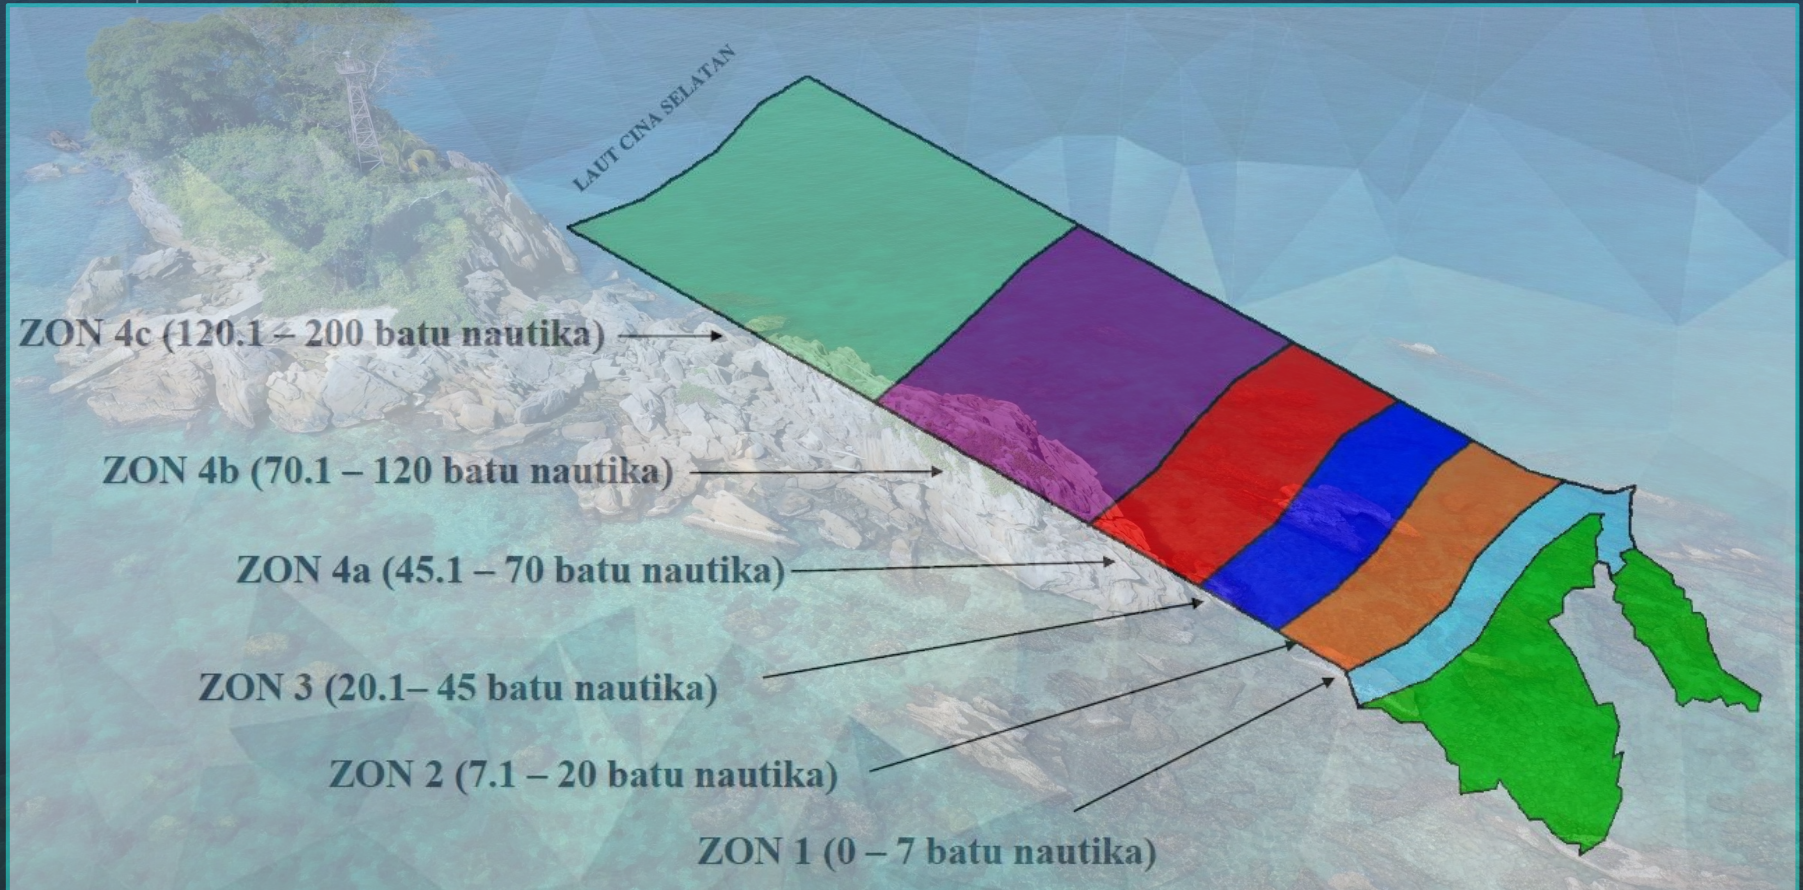 LAUT CINA SELATAN
ZON 4c (120.1 – 200 batu nautika)
ZON 4b (70.1 – 120 batu nautika)
ZON 4a (45.1 – 70 batu nautika)
ZON 3 (20.1– 45 batu nautika)
ZON 2 (7.1 – 20 batu nautika)
ZON 1 (0 – 7 batu nautika)